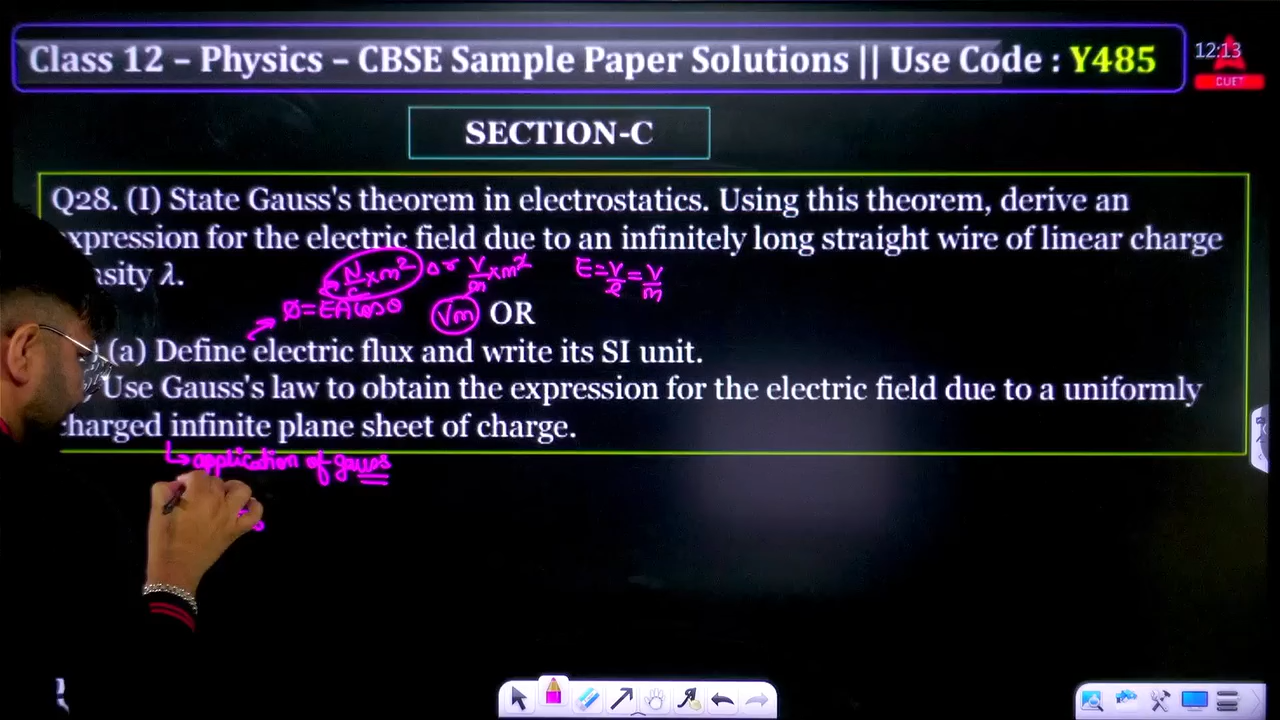 Class 12 – Physics – CBSE Sample Paper Solutions || Use Code : Y485
12:13
CUET
SECTION-C
Q28. (I) State Gauss's theorem in electrostatics. Using this theorem, derive an
expression for the electric field due to an infinitely long straight wire of linear charge
density λ.
N/C × m² or V/m × m² E = V/l = V/m
Ø = EA cos θ Vm OR
(a) Define electric flux and write its SI unit.
Use Gauss's law to obtain the expression for the electric field due to a uniformly
charged infinite plane sheet of charge.
↳ application of gauss